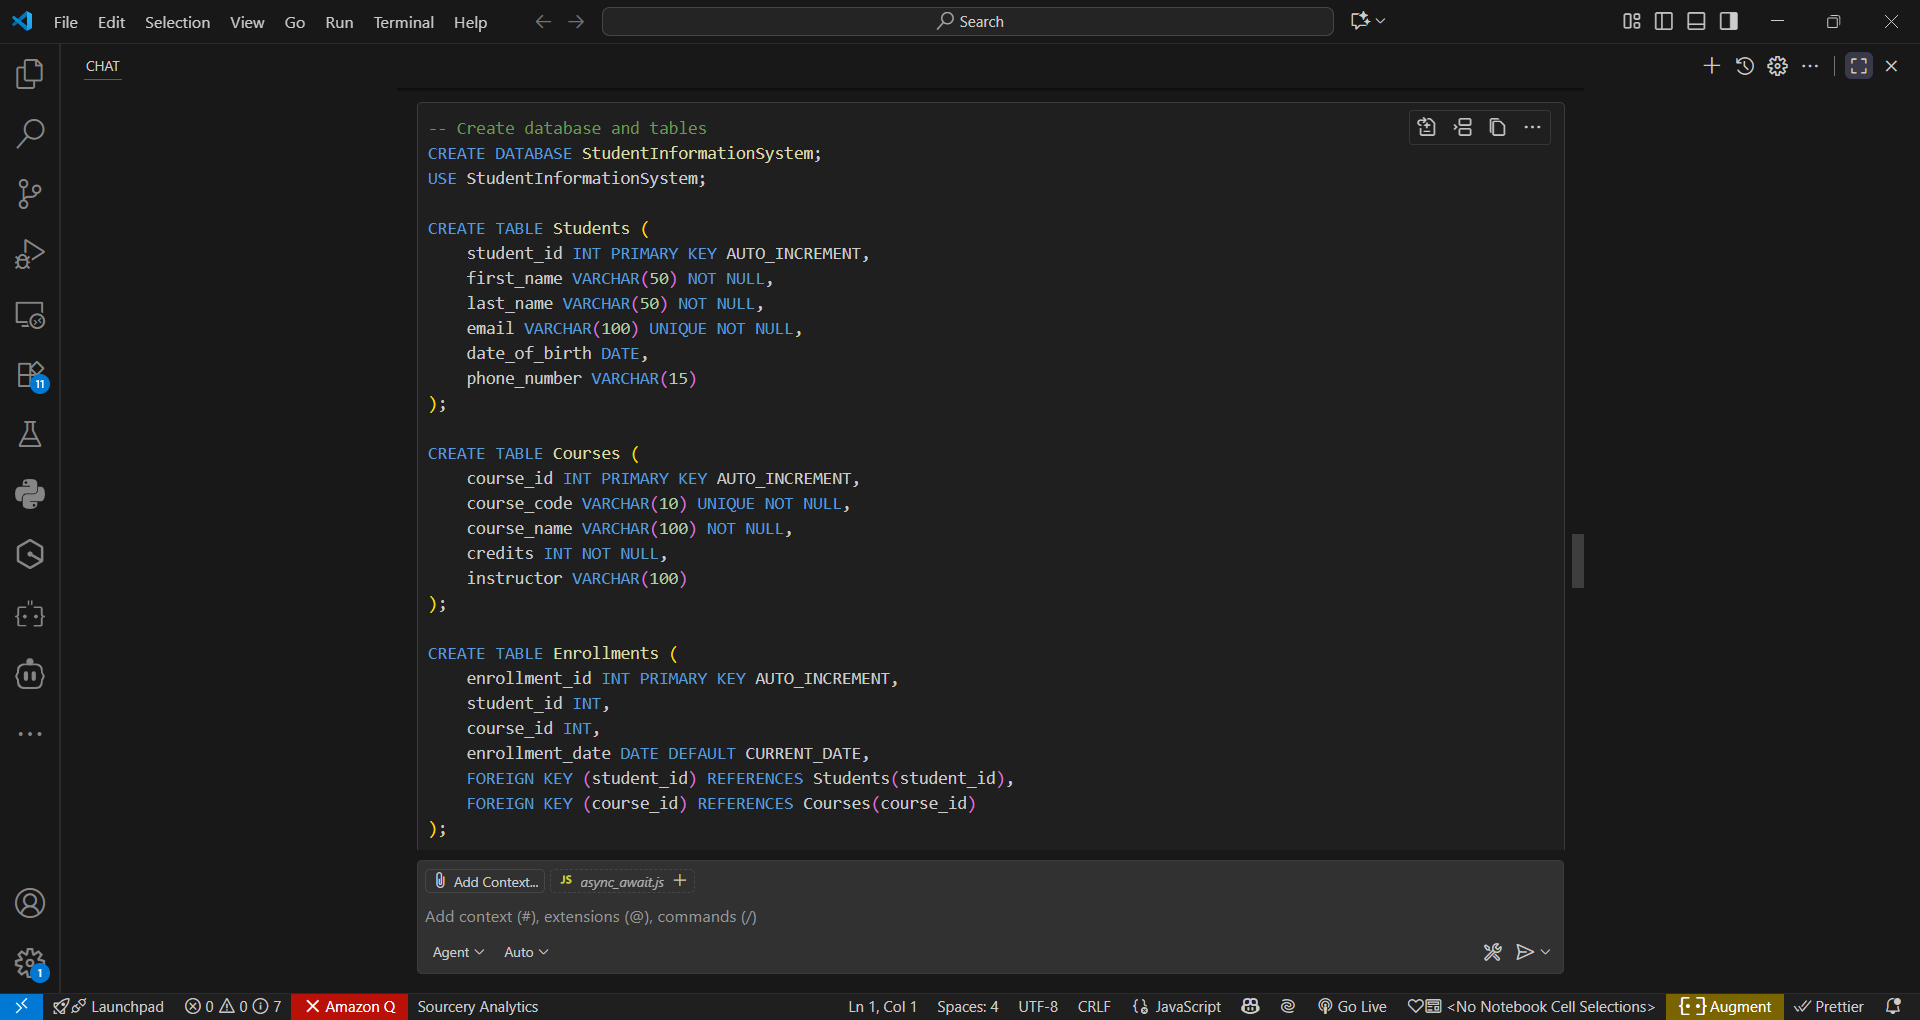 File Edit Selection View Go Run Terminal Help Search
CHAT
-- Create database and tables
CREATE DATABASE StudentInformationSystem;
USE StudentInformationSystem;
CREATE TABLE Students (
student_id INT PRIMARY KEY AUTO_INCREMENT,
first_name VARCHAR(50) NOT NULL,
last_name VARCHAR(50) NOT NULL,
email VARCHAR(100) UNIQUE NOT NULL,
date_of_birth DATE,
phone_number VARCHAR(15)
);
CREATE TABLE Courses (
course_id INT PRIMARY KEY AUTO_INCREMENT,
course_code VARCHAR(10) UNIQUE NOT NULL,
course_name VARCHAR(100) NOT NULL,
credits INT NOT NULL,
instructor VARCHAR(100)
);
CREATE TABLE Enrollments (
enrollment_id INT PRIMARY KEY AUTO_INCREMENT,
student_id INT,
course_id INT,
enrollment_date DATE DEFAULT CURRENT_DATE,
FOREIGN KEY (student_id) REFERENCES Students(student_id),
FOREIGN KEY (course_id) REFERENCES Courses(course_id)
);
11
Add Context... JS async_await.js +
Add context (#), extensions (@), commands (/)
Agent Auto
1
Launchpad 0 0 7 Amazon Q Sourcery Analytics Ln 1, Col 1 Spaces: 4 UTF-8 CRLF {} JavaScript Go Live <No Notebook Cell Selections> Augment Prettier